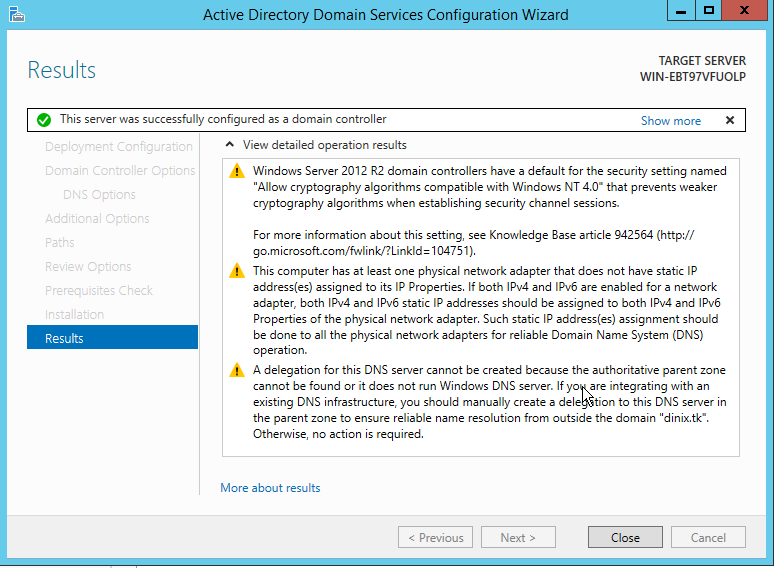 Active Directory Domain Services Configuration Wizard
Results
TARGET SERVER
WIN-EBT97VFUOLP
This server was successfully configured as a domain controller
Show more
Deployment Configuration
Domain Controller Options
DNS Options
Additional Options
Paths
Review Options
Prerequisites Check
Installation
Results
View detailed operation results
Windows Server 2012 R2 domain controllers have a default for the security setting named
"Allow cryptography algorithms compatible with Windows NT 4.0" that prevents weaker
cryptography algorithms when establishing security channel sessions.
For more information about this setting, see Knowledge Base article 942564 (http://
go.microsoft.com/fwlink/?LinkId=104751).
This computer has at least one physical network adapter that does not have static IP
address(es) assigned to its IP Properties. If both IPv4 and IPv6 are enabled for a network
adapter, both IPv4 and IPv6 static IP addresses should be assigned to both IPv4 and IPv6
Properties of the physical network adapter. Such static IP address(es) assignment should
be done to all the physical network adapters for reliable Domain Name System (DNS)
operation.
A delegation for this DNS server cannot be created because the authoritative parent zone
cannot be found or it does not run Windows DNS server. If you are integrating with an
existing DNS infrastructure, you should manually create a delegation to this DNS server in
the parent zone to ensure reliable name resolution from outside the domain "dinix.tk".
Otherwise, no action is required.
More about results
< Previous
Next >
Close
Cancel